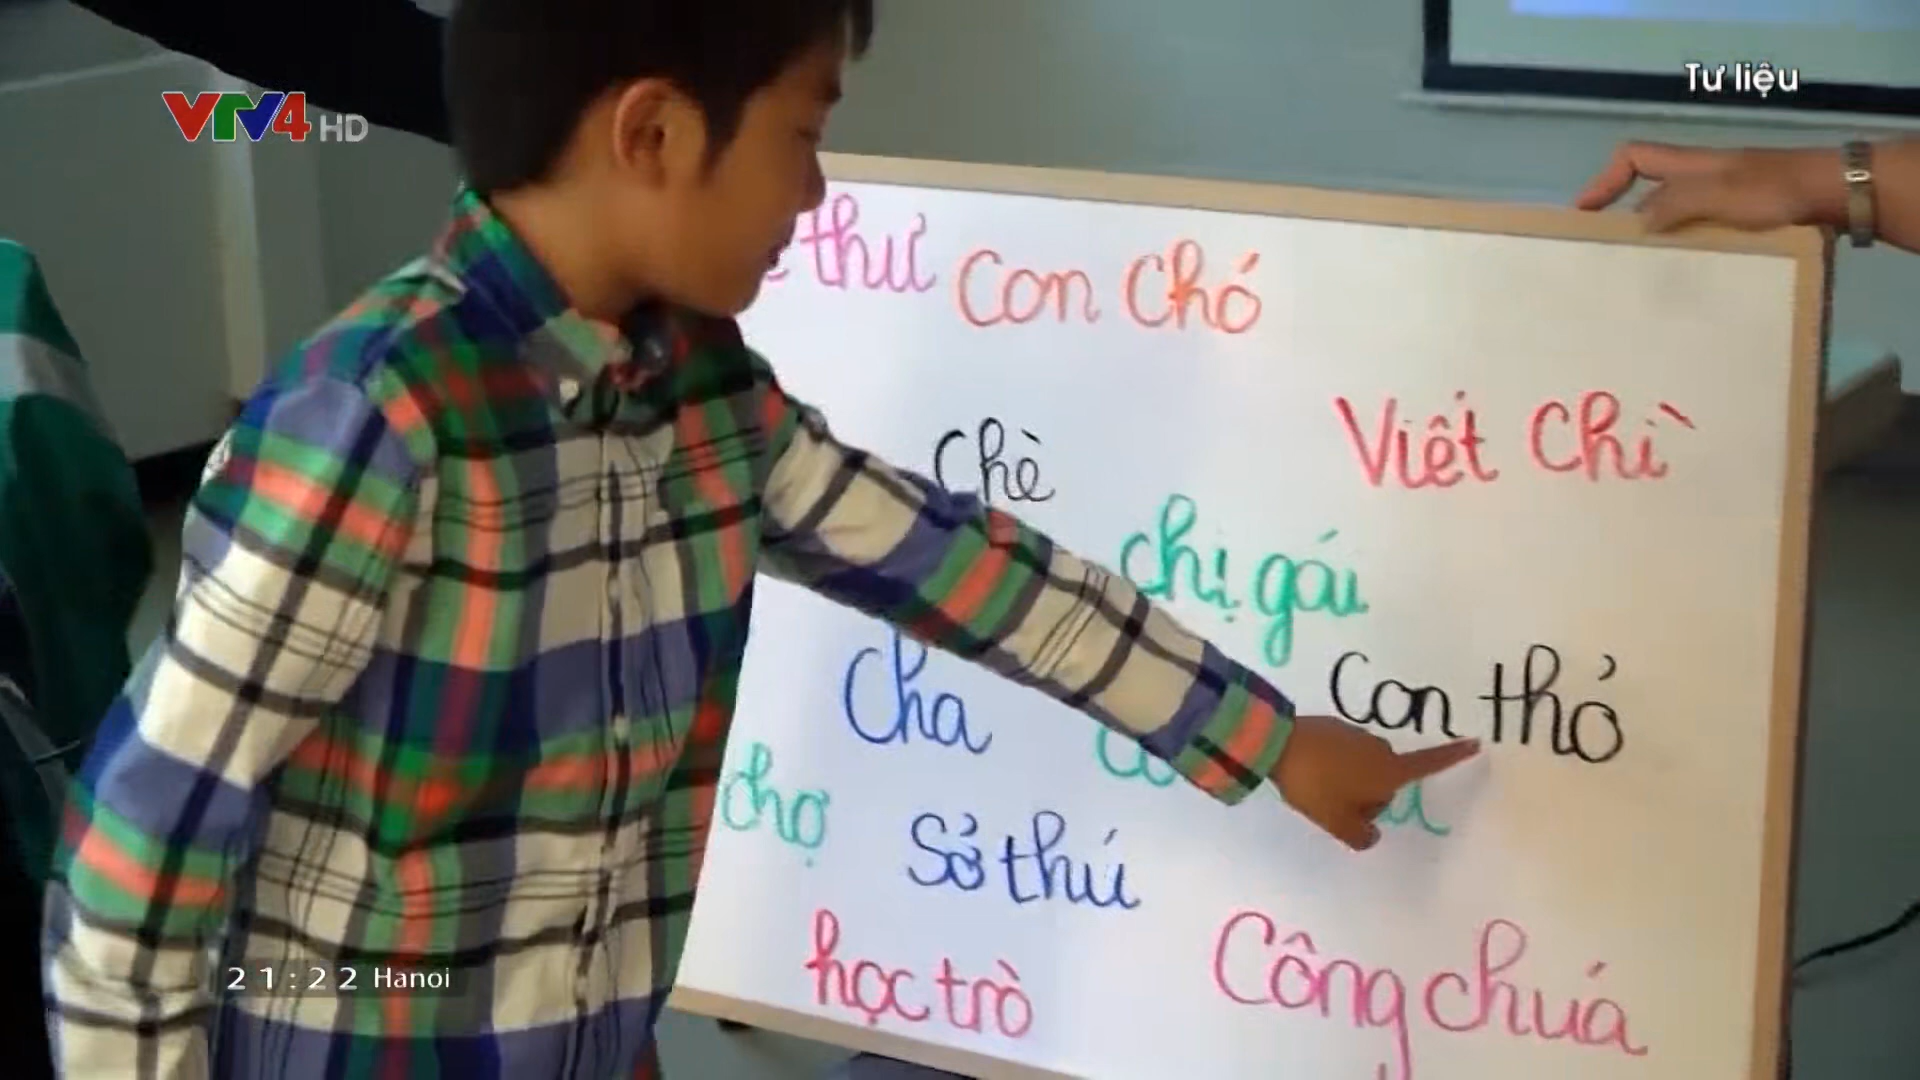 Tư liệu
VTV4 HD
thư
Con Chó
Chè
Viết Chì
Chị gái
Cha
Con thỏ
chợ
Sở thú
học trò
Công chúa
21:22 Hanoi